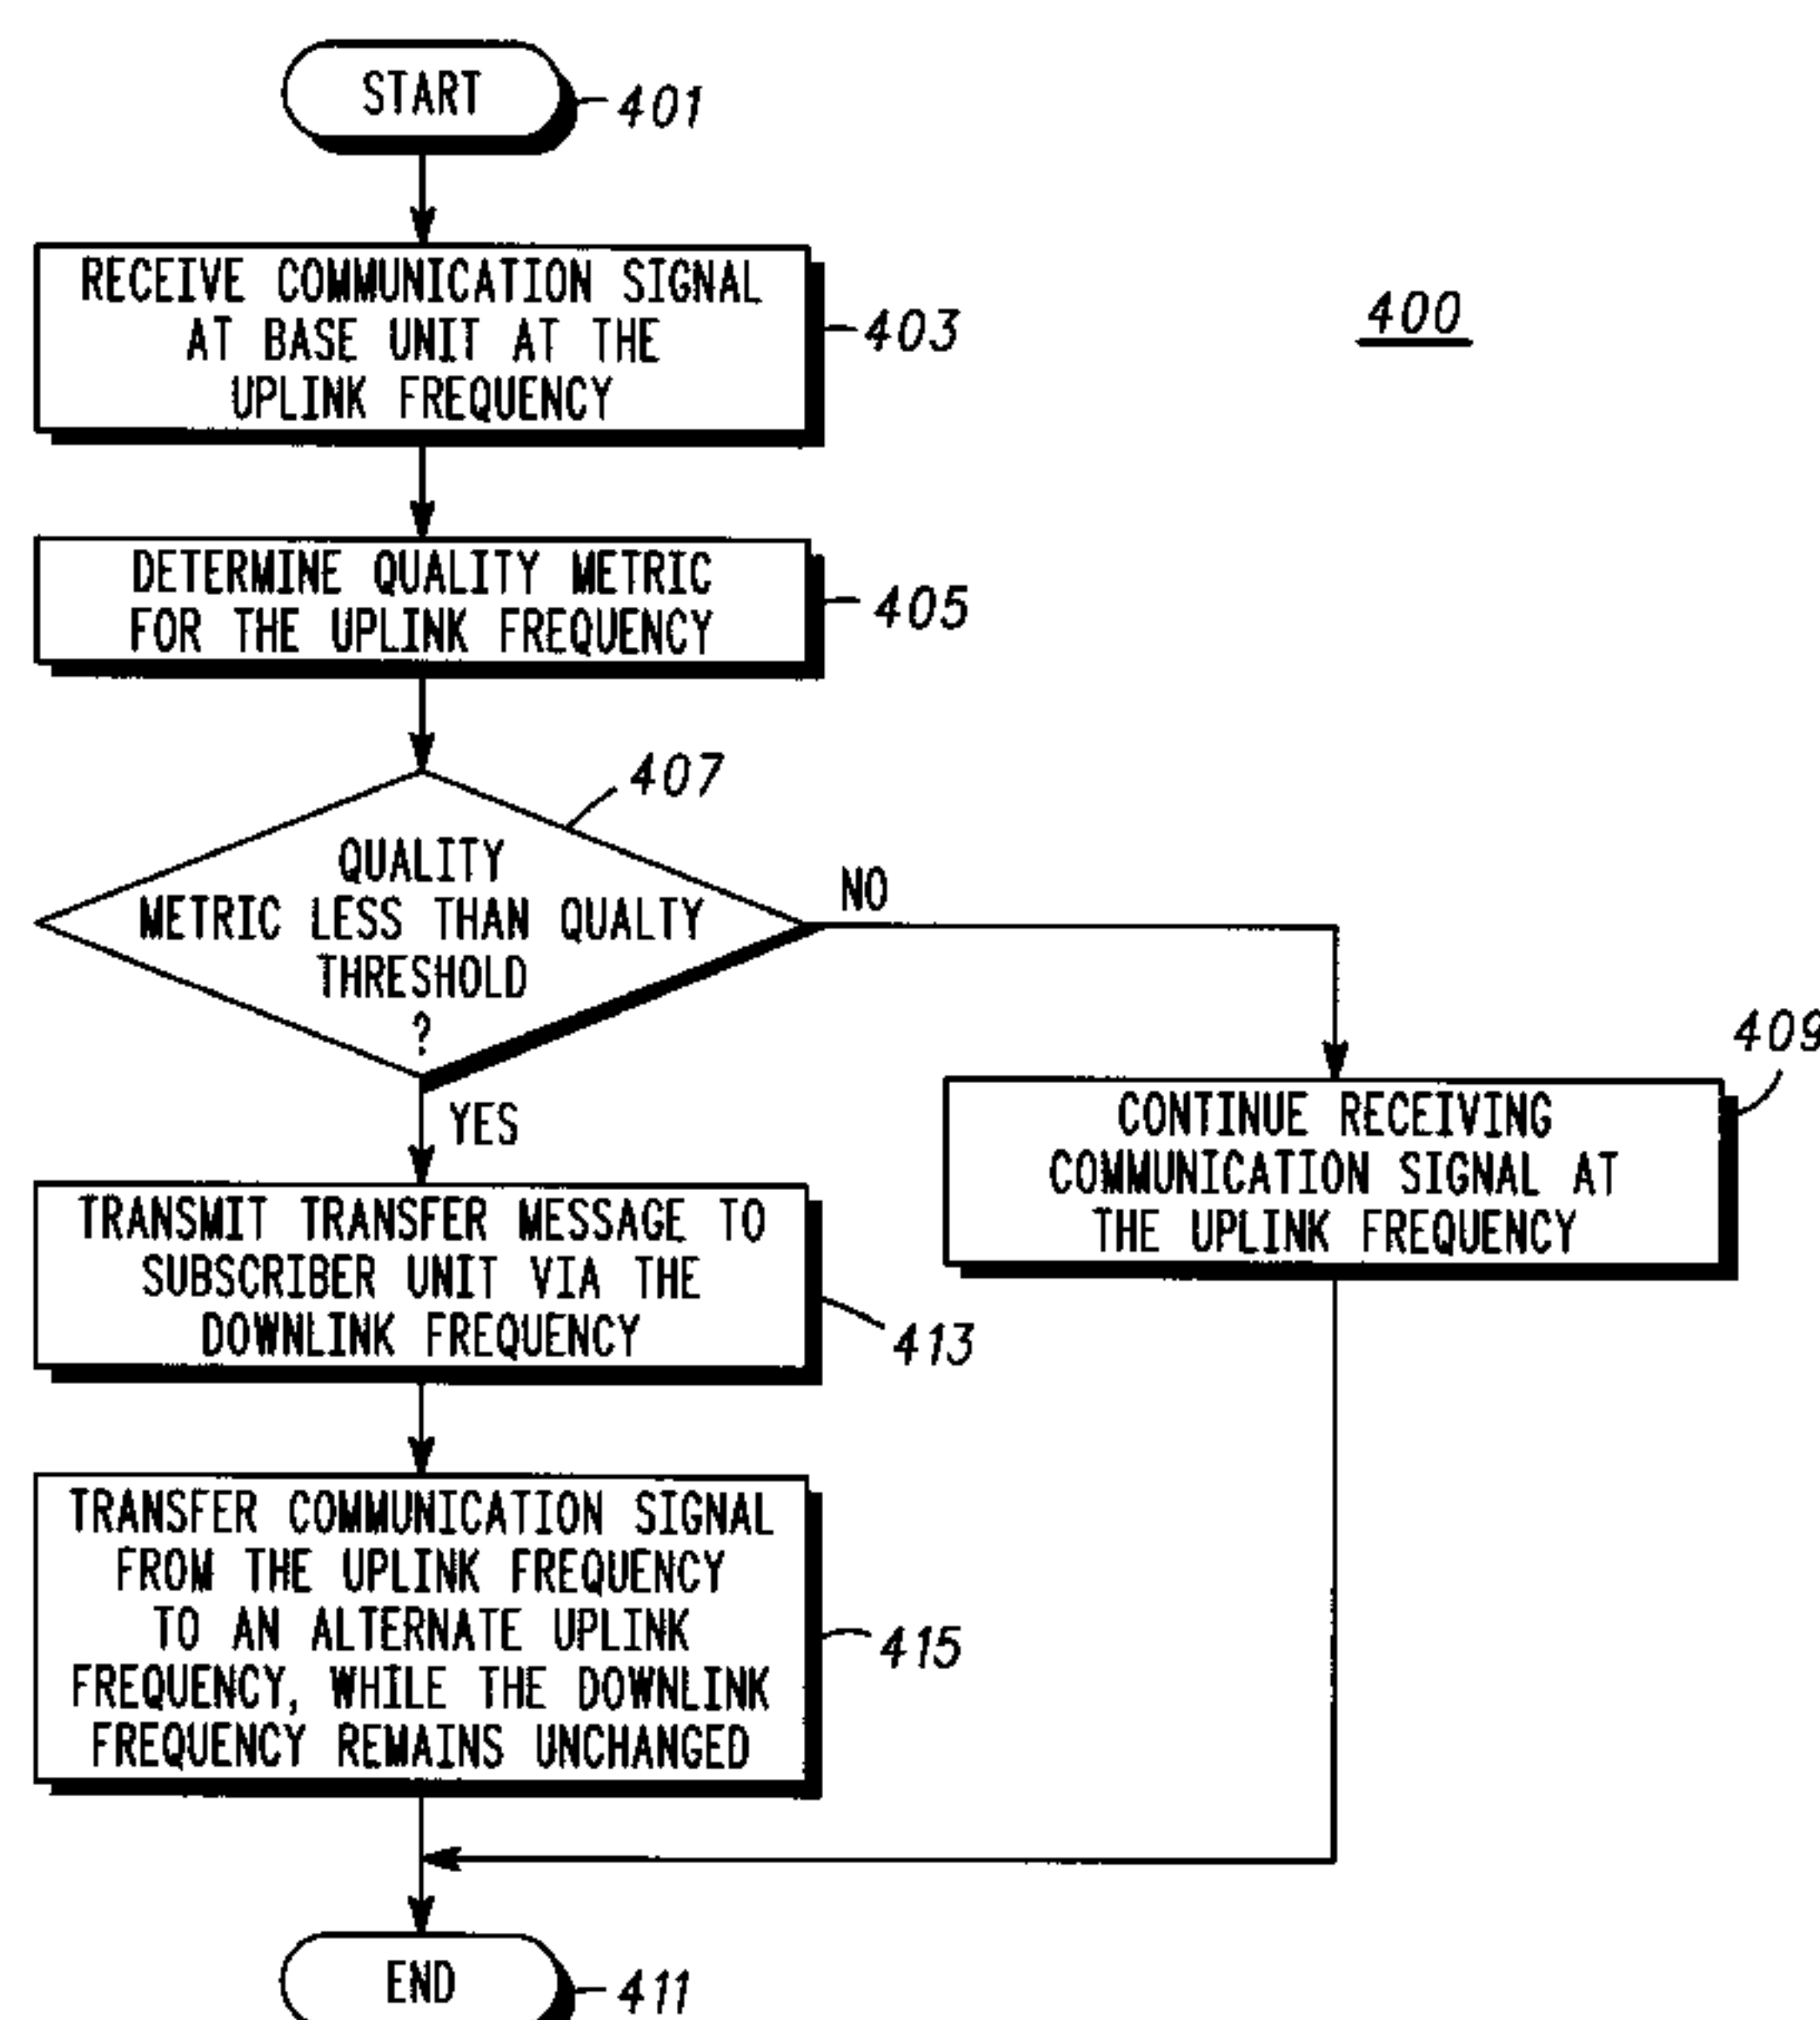 START
401
RECEIVE COMMUNICATION SIGNAL
AT BASE UNIT AT THE
UPLINK FREQUENCY
403
400
DETERMINE QUALITY METRIC
FOR THE UPLINK FREQUENCY
405
407
QUALITY
METRIC LESS THAN QUALTY
THRESHOLD
?
NO
YES
409
CONTINUE RECEIVING
COMMUNICATION SIGNAL AT
THE UPLINK FREQUENCY
TRANSMIT TRANSFER MESSAGE TO
SUBSCRIBER UNIT VIA THE
DOWNLINK FREQUENCY
413
TRANSFER COMMUNICATION SIGNAL
FROM THE UPLINK FREQUENCY
TO AN ALTERNATE UPLINK
FREQUENCY, WHILE THE DOWNLINK
FREQUENCY REMAINS UNCHANGED
415
END
411